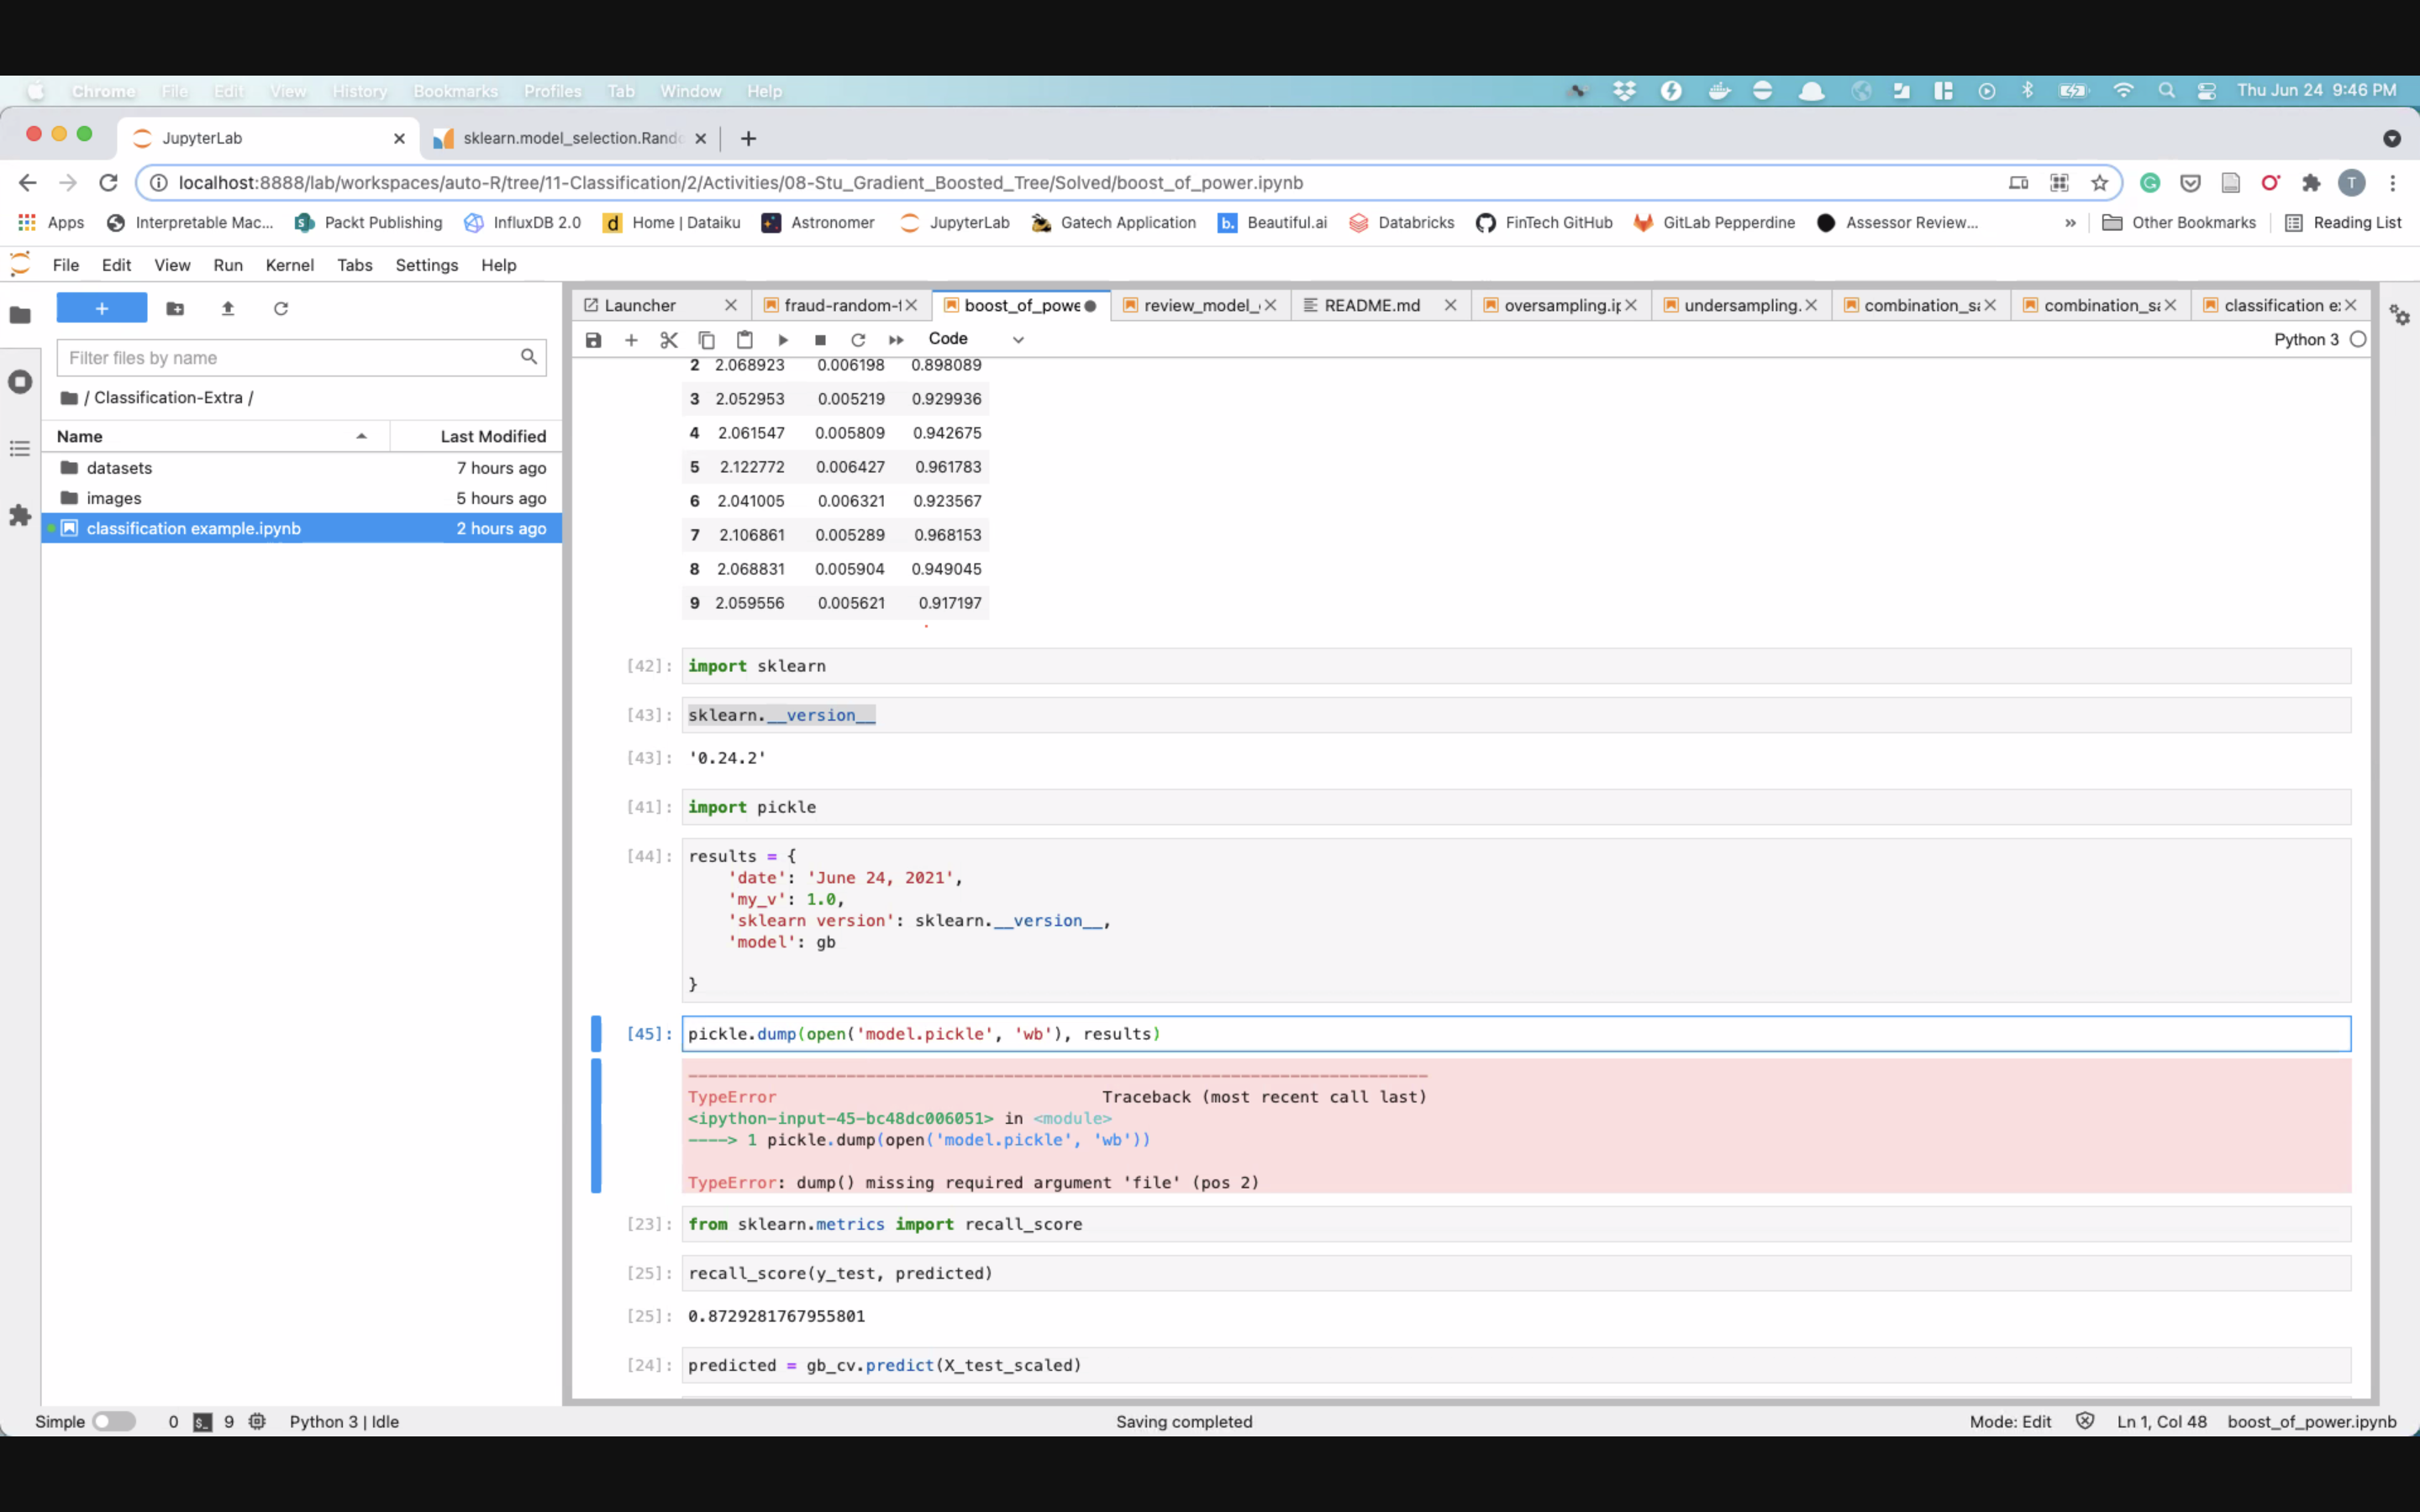 Chrome File Edit View History Bookmarks Profiles Tab Window Help Thu Jun 24 9:46 PM
JupyterLab sklearn.model_selection.Rand
localhost:8888/lab/workspaces/auto-R/tree/11-Classification/2/Activities/08-Stu_Gradient_Boosted_Tree/Solved/boost_of_power.ipynb T
Apps Interpretable Mac... Packt Publishing InfluxDB 2.0 d Home | Dataiku Astronomer JupyterLab Gatech Application b. Beautiful.ai Databricks FinTech GitHub GitLab Pepperdine Assessor Review... » Other Bookmarks Reading List
File Edit View Run Kernel Tabs Settings Help
Launcher fraud-random-f boost_of_powe review_model_ README.md oversampling.ip undersampling. combination_sa combination_sa classification e
Code Python 3
Filter files by name
/ Classification-Extra /
Name Last Modified
datasets 7 hours ago
images 5 hours ago
classification example.ipynb 2 hours ago
2 2.068923 0.006198 0.898089
3 2.052953 0.005219 0.929936
4 2.061547 0.005809 0.942675
5 2.122772 0.006427 0.961783
6 2.041005 0.006321 0.923567
7 2.106861 0.005289 0.968153
8 2.068831 0.005904 0.949045
9 2.059556 0.005621 0.917197
[42]: import sklearn
[43]: sklearn.__version__
[43]: '0.24.2'
[41]: import pickle
[44]: results = {
'date': 'June 24, 2021',
'my_v': 1.0,
'sklearn version': sklearn.__version__,
'model': gb
}
[45]: pickle.dump(open('model.pickle', 'wb'), results)
---------------------------------------------------------------------------
TypeError Traceback (most recent call last)
<ipython-input-45-bc48dc006051> in <module>
----> 1 pickle.dump(open('model.pickle', 'wb'))
TypeError: dump() missing required argument 'file' (pos 2)
[23]: from sklearn.metrics import recall_score
[25]: recall_score(y_test, predicted)
[25]: 0.8729281767955801
[24]: predicted = gb_cv.predict(X_test_scaled)
Simple 0 $_ 9 Python 3 | Idle Saving completed Mode: Edit Ln 1, Col 48 boost_of_power.ipynb